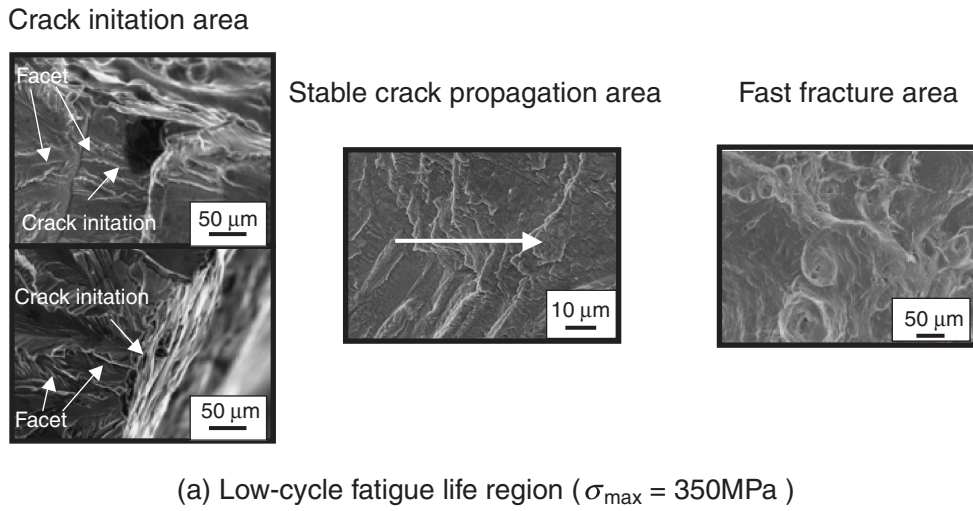 Crack initation area
Stable crack propagation area
Fast fracture area
Facet
Crack initation
50 μm
Crack initation
Facet
50 μm
10 μm
50 μm
(a) Low-cycle fatigue life region ( σmax = 350MPa )